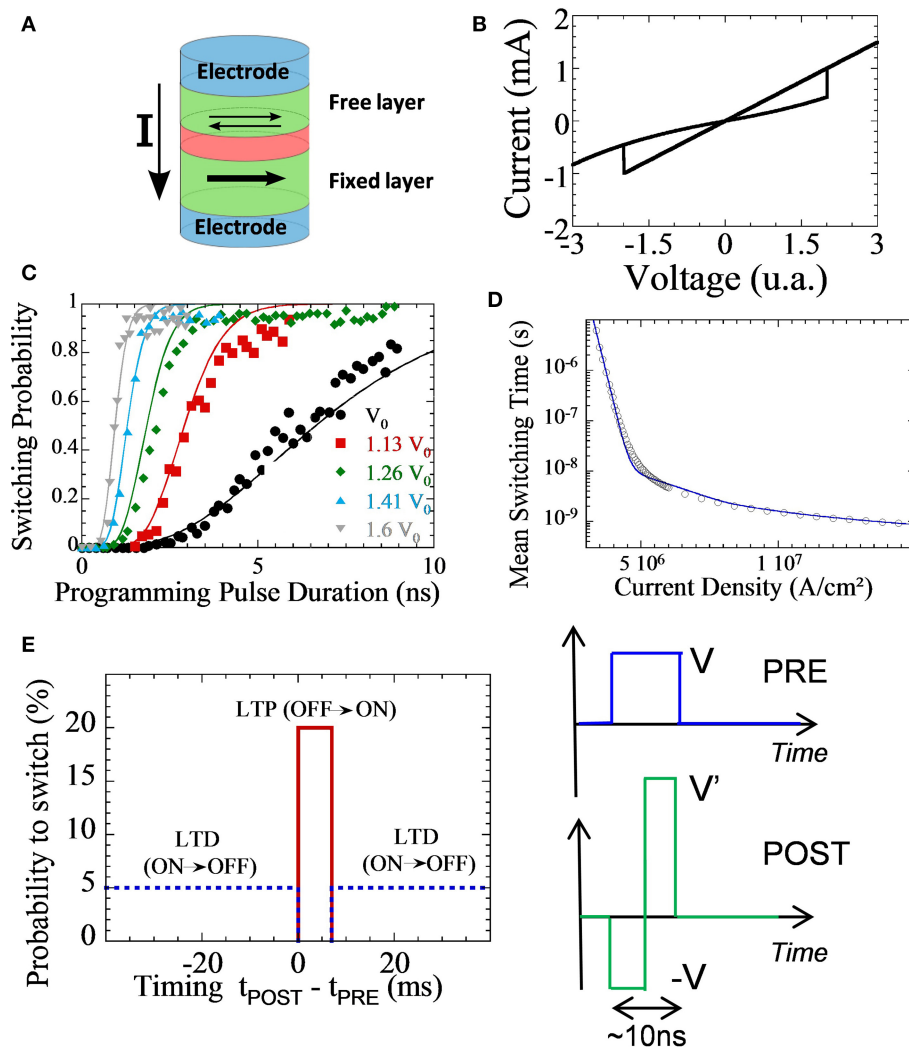 A
Electrode
Free layer
I
Fixed layer
Electrode
B
Current (mA)
2
1
0
-1
-2
-3
-1.5
0
1.5
3
Voltage (u.a.)
C
Switching Probability
1
0.8
0.6
0.4
0.2
0
0
5
10
V₀
1.13 V₀
1.26 V₀
1.41 V₀
1.6 V₀
Programming Pulse Duration (ns)
D
Mean Switching Time (s)
10⁻⁶
10⁻⁷
10⁻⁸
10⁻⁹
5 10⁶
1 10⁷
Current Density (A/cm²)
E
Probability to switch (%)
20
15
10
5
0
LTP (OFF→ON)
LTD
(ON→OFF)
LTD
(ON→OFF)
-20
0
20
Timing t_POST - t_PRE (ms)
V
PRE
Time
V'
POST
Time
-V
~10ns